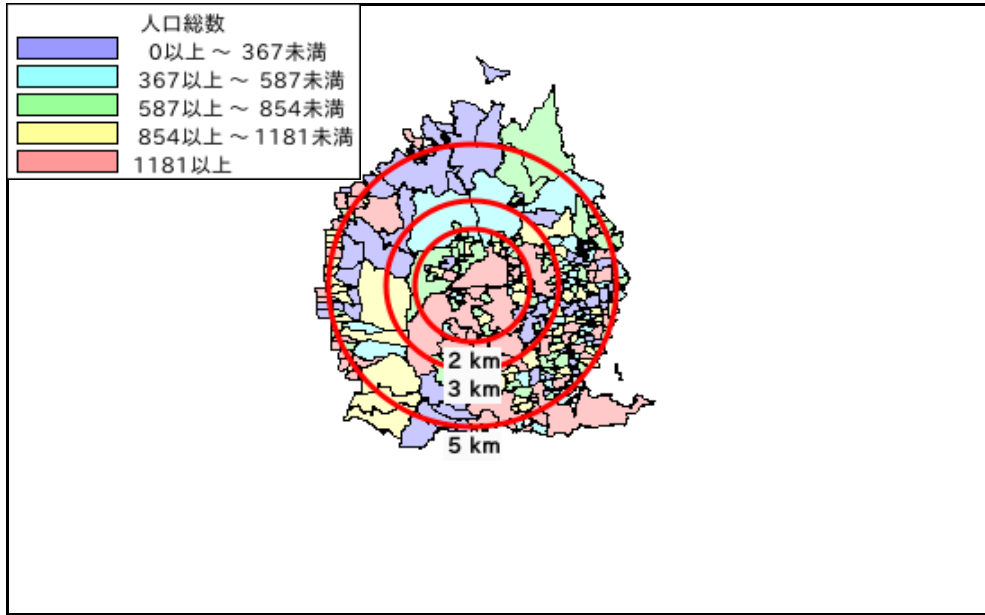 人口総数
0以上 ～ 367未満
367以上 ～ 587未満
587以上 ～ 854未満
854以上 ～ 1181未満
1181以上
2 km
3 km
5 km